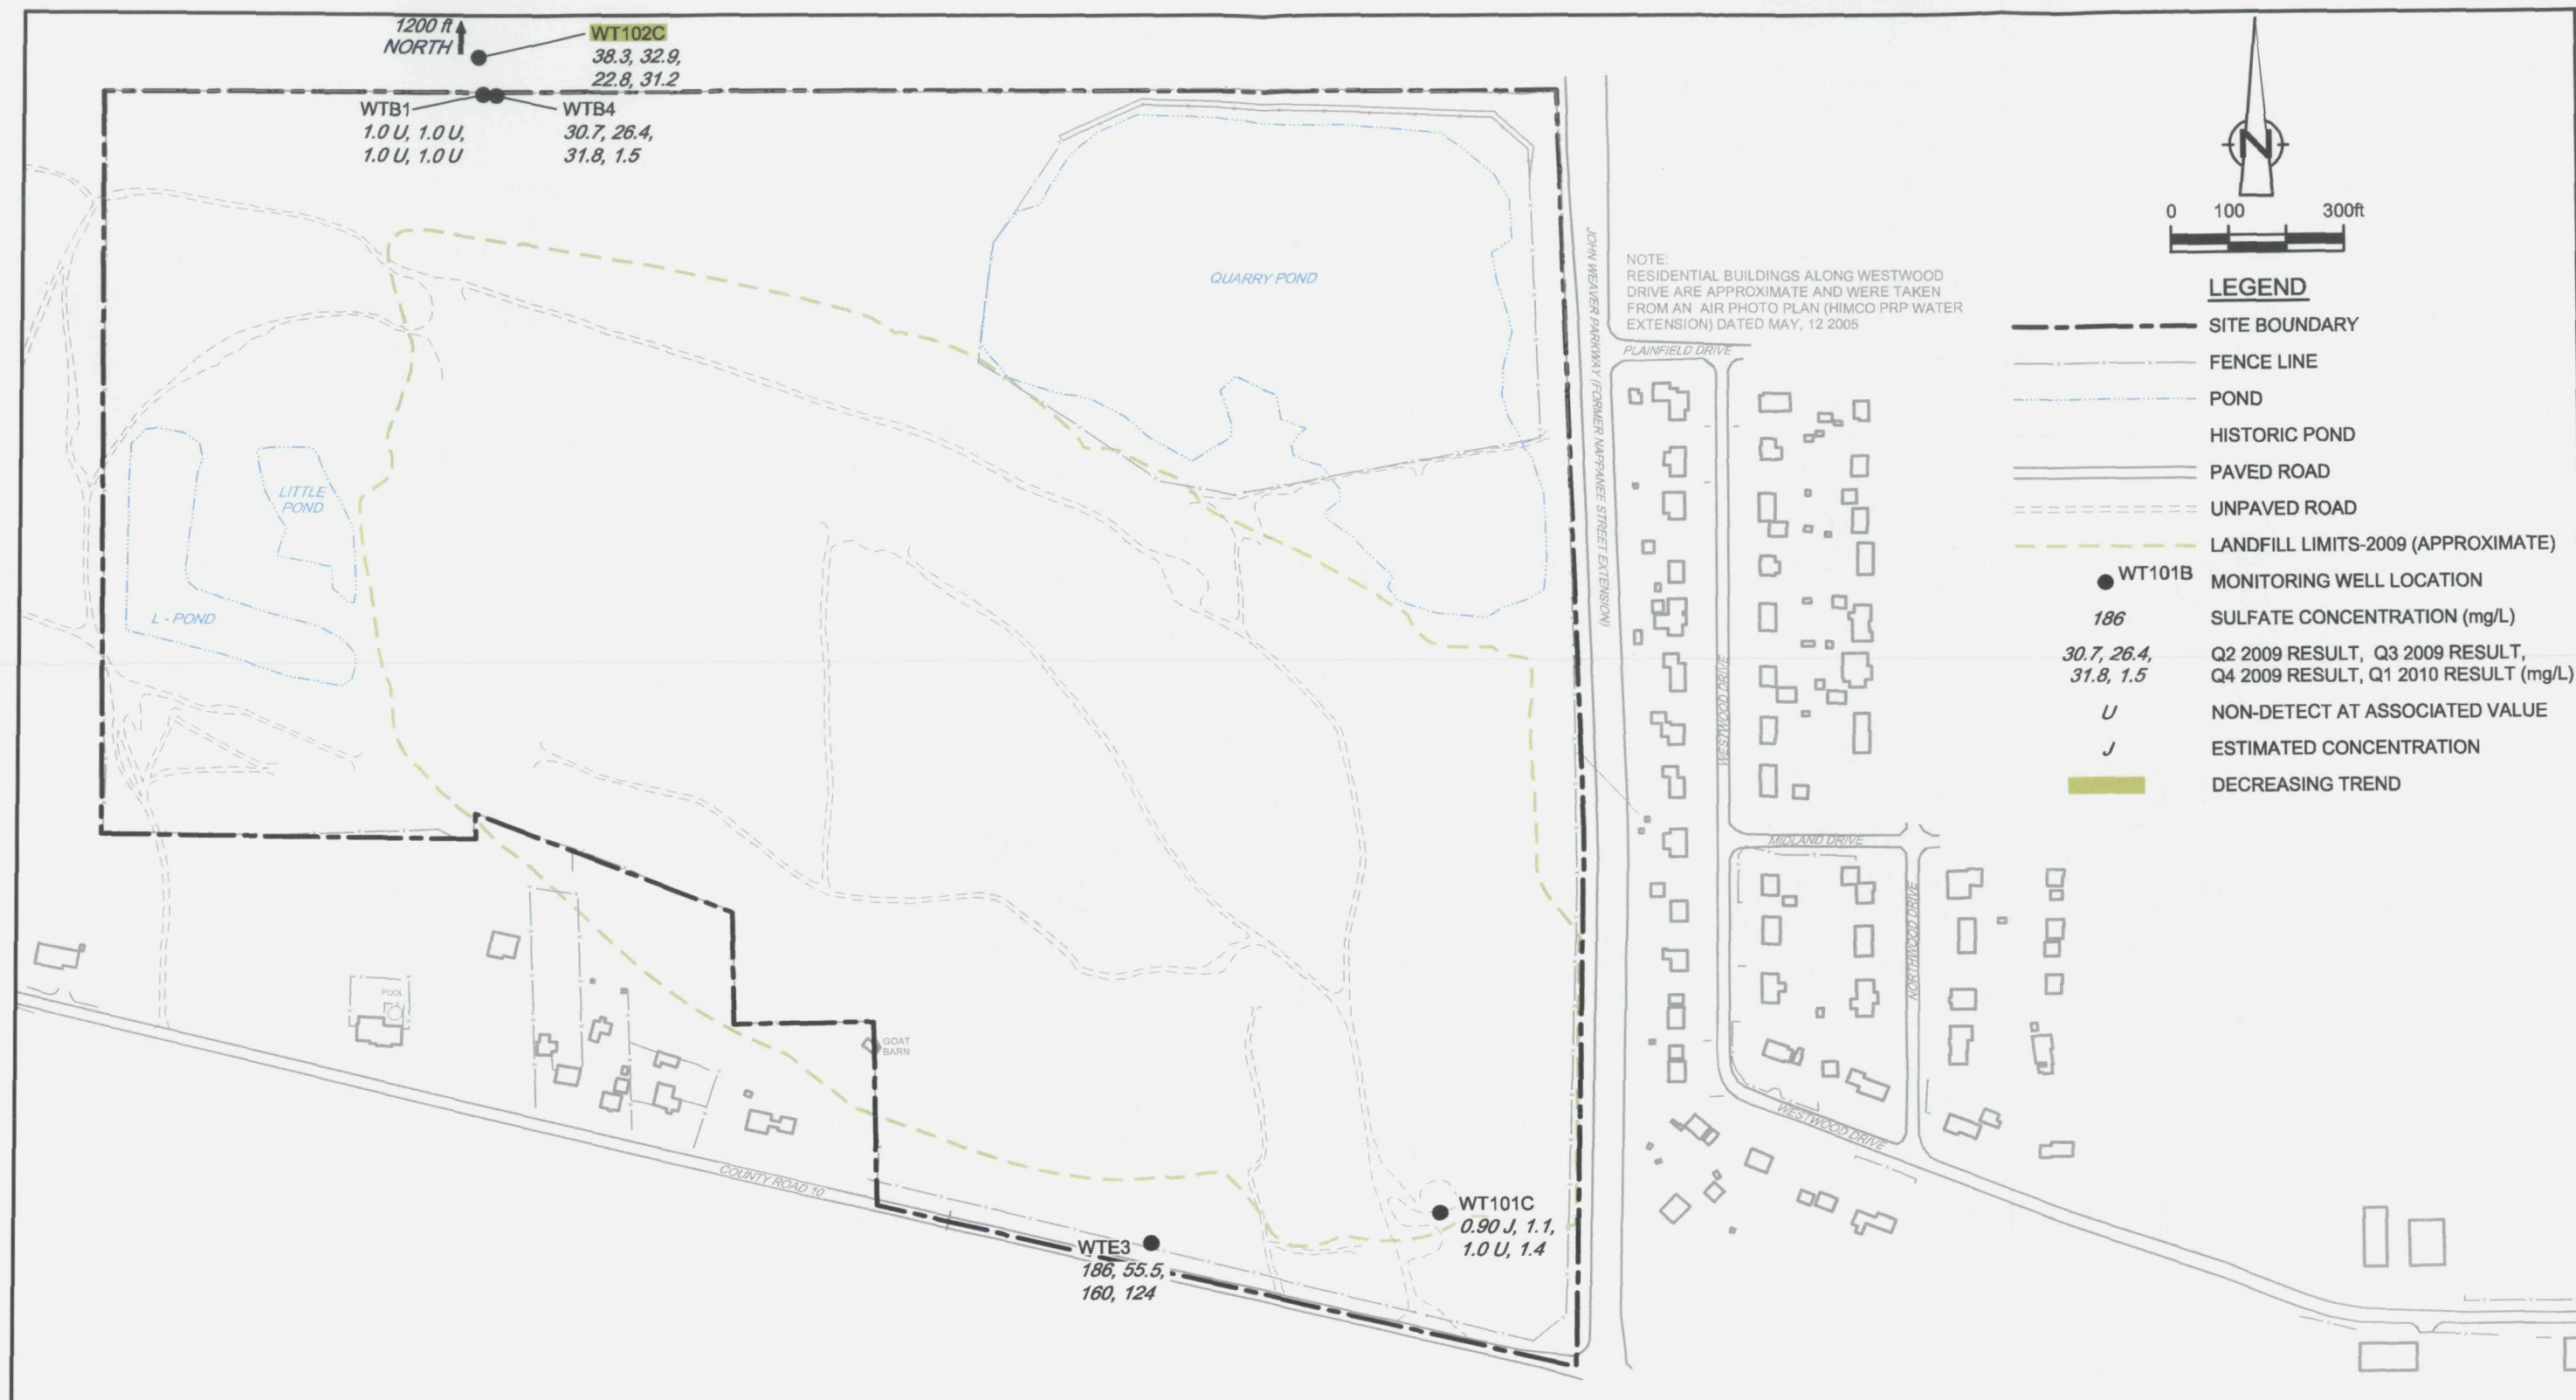 1200 ft
NORTH
WT102C
38.3, 32.9,
22.8, 31.2
WTB1
1.0 U, 1.0 U,
1.0 U, 1.0 U
WTB4
30.7, 26.4,
31.8, 1.5
QUARRY POND
LITTLE
POND
L - POND
JOHN WEAVER PARKWAY (FORMER NAPPANEE STREET EXTENSION)
NOTE:
RESIDENTIAL BUILDINGS ALONG WESTWOOD
DRIVE ARE APPROXIMATE AND WERE TAKEN
FROM AN AIR PHOTO PLAN (HIMCO PRP WATER
EXTENSION) DATED MAY, 12 2005
PLAINFIELD DRIVE
WESTWOOD DRIVE
MIDLAND DRIVE
NORTHWOOD DRIVE
WESTWOOD DRIVE
POOL
GOAT
BARN
COUNTY ROAD 10
WTE3
186, 55.5,
160, 124
WT101C
0.90 J, 1.1,
1.0 U, 1.4
N
0 100 300ft
LEGEND
SITE BOUNDARY
FENCE LINE
POND
HISTORIC POND
PAVED ROAD
UNPAVED ROAD
LANDFILL LIMITS-2009 (APPROXIMATE)
WT101B MONITORING WELL LOCATION
186 SULFATE CONCENTRATION (mg/L)
30.7, 26.4, Q2 2009 RESULT, Q3 2009 RESULT,
31.8, 1.5 Q4 2009 RESULT, Q1 2010 RESULT (mg/L)
U NON-DETECT AT ASSOCIATED VALUE
J ESTIMATED CONCENTRATION
DECREASING TREND